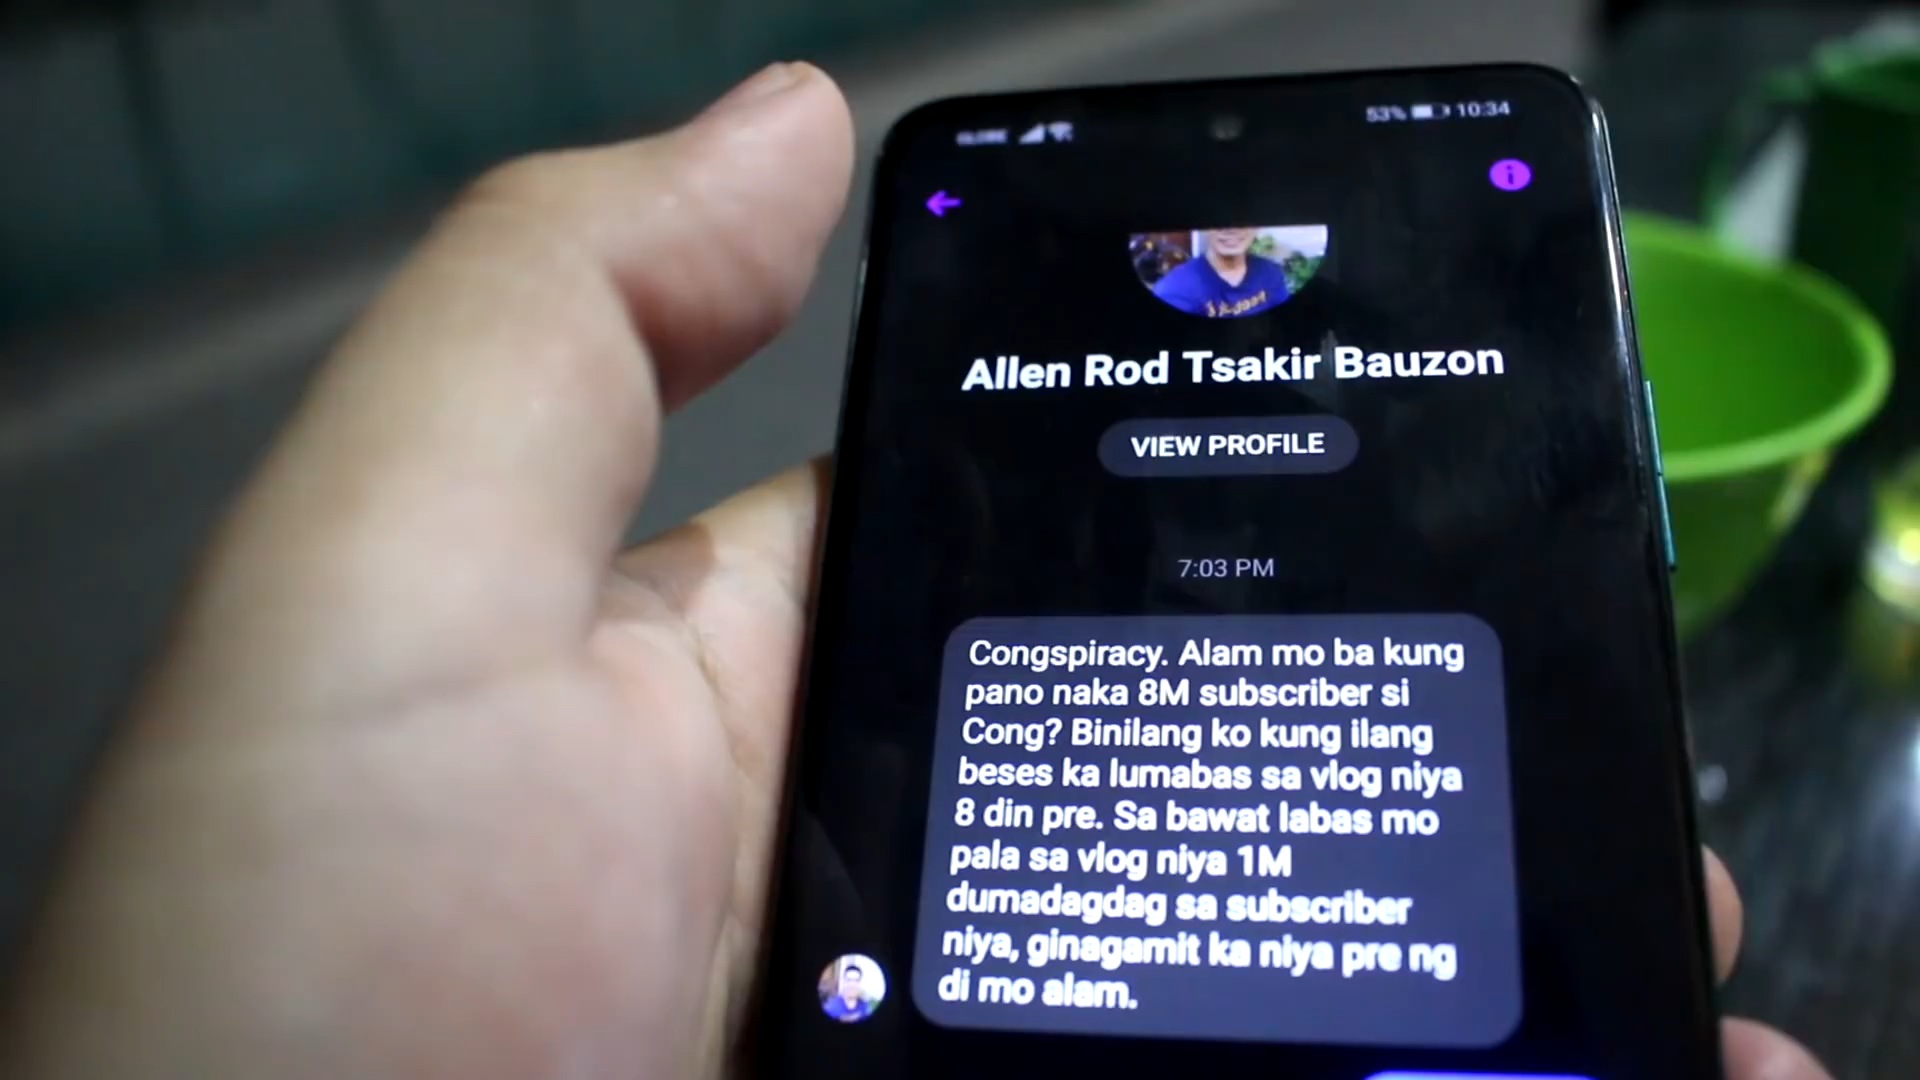 53% 10:34
Allen Rod Tsakir Bauzon
VIEW PROFILE
7:03 PM
Congspiracy. Alam mo ba kung
pano naka 8M subscriber si
Cong? Binilang ko kung ilang
beses ka lumabas sa vlog niya
8 din pre. Sa bawat labas mo
pala sa vlog niya 1M
dumadagdag sa subscriber
niya, ginagamit ka niya pre ng
di mo alam.